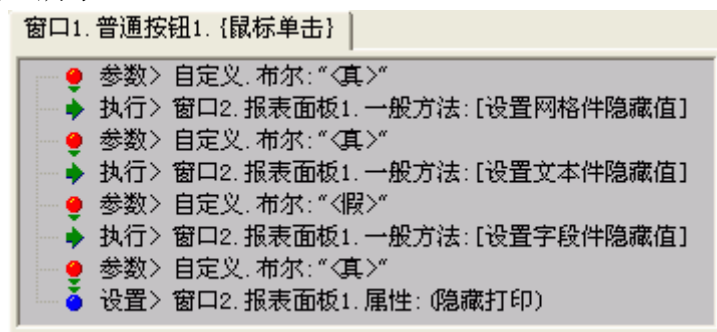 窗口1.普通按钮1.{鼠标单击}
参数> 自定义.布尔:"<真>"
执行> 窗口2.报表面板1.一般方法:[设置网格件隐藏值]
参数> 自定义.布尔:"<真>"
执行> 窗口2.报表面板1.一般方法:[设置文本件隐藏值]
参数> 自定义.布尔:"<假>"
执行> 窗口2.报表面板1.一般方法:[设置字段件隐藏值]
参数> 自定义.布尔:"<真>"
设置> 窗口2.报表面板1.属性:(隐藏打印)